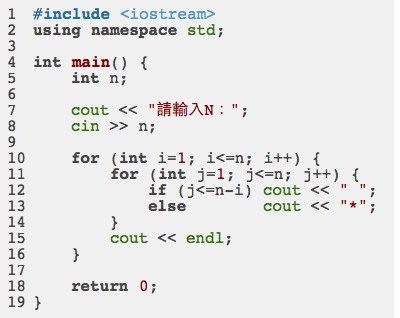 1 #include <iostream>
2 using namespace std;
3
4 int main() {
5     int n;
6
7     cout << "請輸入N：";
8     cin >> n;
9
10     for (int i=1; i<=n; i++) {
11         for (int j=1; j<=n; j++) {
12             if (j<=n-i) cout << " ";
13             else        cout << "*";
14         }
15         cout << endl;
16     }
17
18     return 0;
19 }